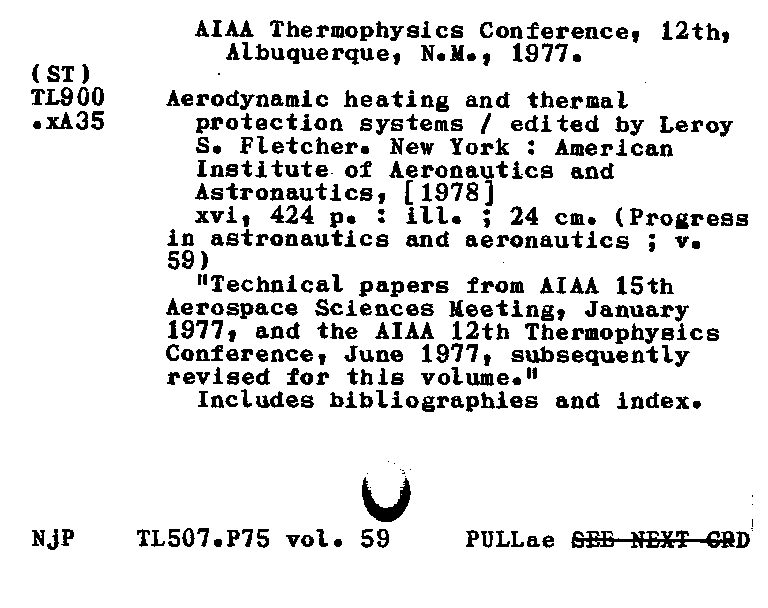 AIAA Thermophysics Conference, 12th,
Albuquerque, N.M., 1977.
(ST)
TL900
.xA35
Aerodynamic heating and thermal
protection systems / edited by Leroy
S. Fletcher. New York : American
Institute of Aeronautics and
Astronautics, [1978]
xvi, 424 p. : ill. ; 24 cm. (Progress
in astronautics and aeronautics ; v.
59)
"Technical papers from AIAA 15th
Aerospace Sciences Meeting, January
1977, and the AIAA 12th Thermophysics
Conference, June 1977, subsequently
revised for this volume."
Includes bibliographies and index.
NjP TL507.P75 vol. 59 PULLae SEE NEXT CRD